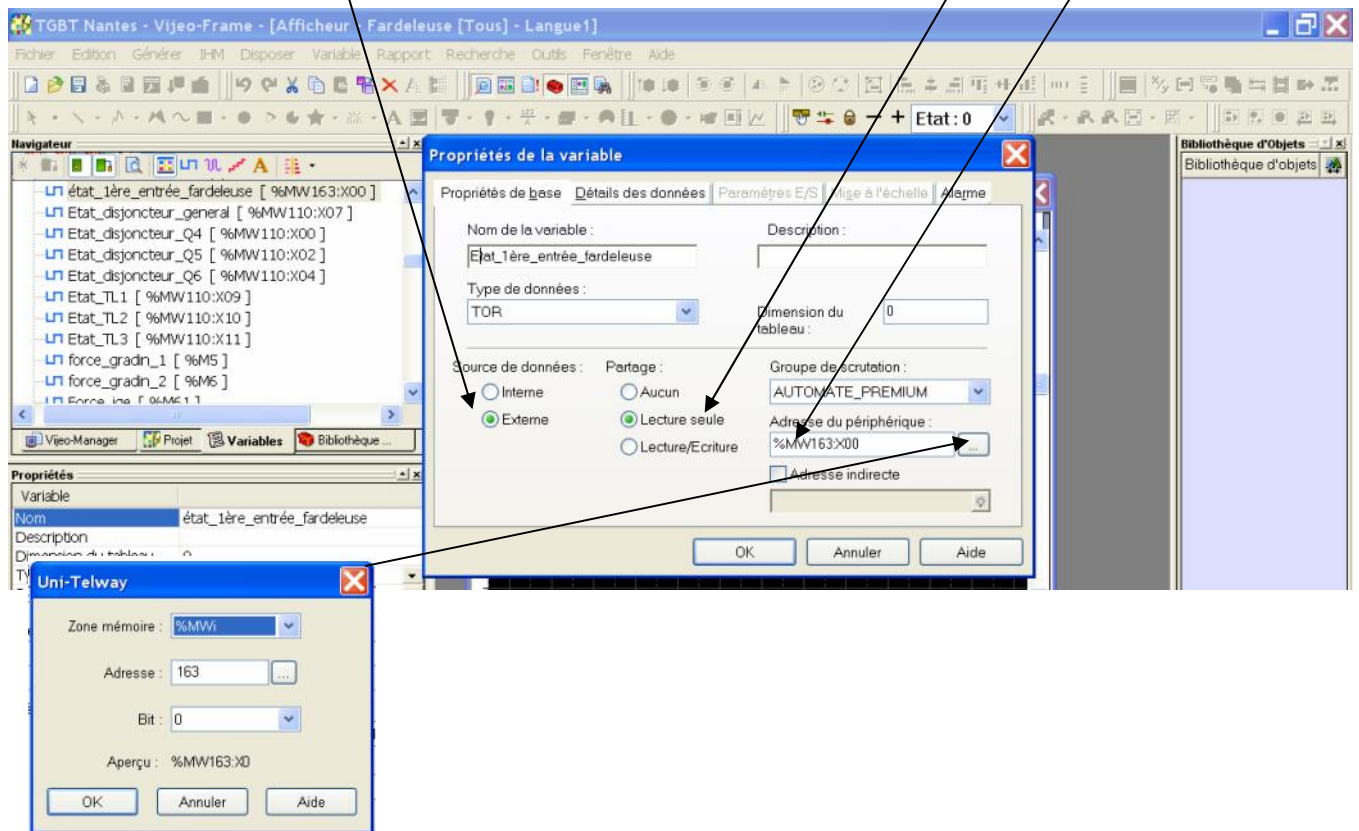 TGBT Nantes - Vijeo-Frame - [Afficheur - Fardeleuse [Tous] - Langue1]
Fichier Edition Générer IHM Disposer Variable Rapport Recherche Outils Fenêtre Aide
Etat : 0
Navigateur
état_1ère_entrée_fardeleuse [ %MW163:X00 ]
Etat_disjoncteur_general [ %MW110:X07 ]
Etat_disjoncteur_Q4 [ %MW110:X00 ]
Etat_disjoncteur_Q5 [ %MW110:X02 ]
Etat_disjoncteur_Q6 [ %MW110:X04 ]
Etat_TL1 [ %MW110:X09 ]
Etat_TL2 [ %MW110:X10 ]
Etat_TL3 [ %MW110:X11 ]
force_gradin_1 [ %M5 ]
force_gradin_2 [ %M6 ]
Vijeo-Manager Projet Variables Bibliothèque ...
Propriétés
Variable
Nom état_1ère_entrée_fardeleuse
Description
Dimension du tableau 0
Propriétés de la variable
Propriétés de base Détails des données Paramètres E/S Mise à l'échelle Alarme
Nom de la variable : Description :
Etat_1ère_entrée_fardeleuse
Type de données :
TOR
Dimension du tableau : 0
Source de données : Partage : Groupe de scrutation :
Interne Aucun AUTOMATE_PREMIUM
Externe Lecture seule Adresse du périphérique :
Lecture/Ecriture %MW163:X00 ...
Adresse indirecte
OK Annuler Aide
Bibliothèque d'Objets
Bibliothèque d'objets
Uni-Telway
Zone mémoire : %MWi
Adresse : 163 ...
Bit : 0
Aperçu : %MW163:X0
OK Annuler Aide